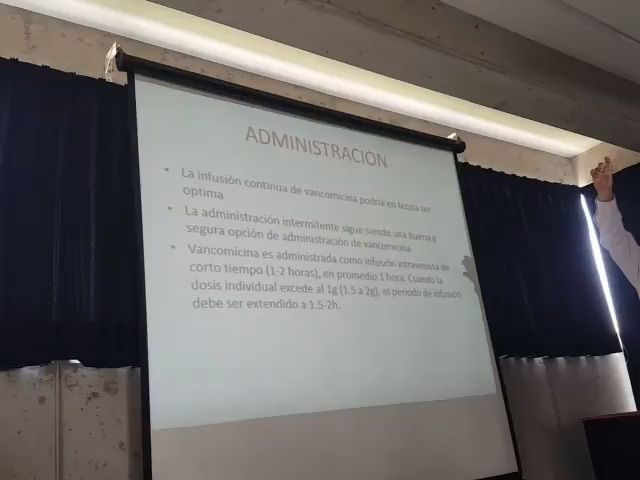 ADMINISTRACION
• La infusión continua de vancomicina podría en teoría ser
optima
• La administración intermitente sigue siendo una buena y
segura opción de administración de vancomicina
• Vancomicina es administrada como infusión intravenosa de
corto tiempo (1-2 horas), en promedio 1 hora. Cuando la
dosis individual excede al 1g (1.5 a 2g), el periodo de infusión
debe ser extendido a 1.5-2h.